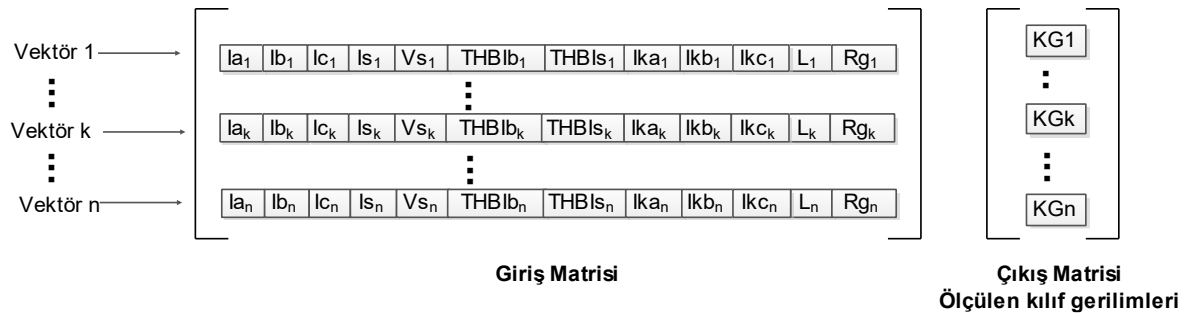 Vektör 1 Ia₁ Ib₁ Ic₁ Is₁ Vs₁ THBIb₁ THBIs₁ Ika₁ Ikb₁ Ikc₁ L₁ Rg₁ KG1
Vektör k Iaₖ Ibₖ Icₖ Isₖ Vsₖ THBIbₖ THBIsₖ Ikaₖ Ikbₖ Ikcₖ Lₖ Rgₖ KGk
Vektör n Iaₙ Ibₙ Icₙ Isₙ Vsₙ THBIbₙ THBIsₙ Ikaₙ Ikbₙ Ikcₙ Lₙ Rgₙ KGn
Giriş Matrisi Çıkış Matrisi
Ölçülen kılıf gerilimleri